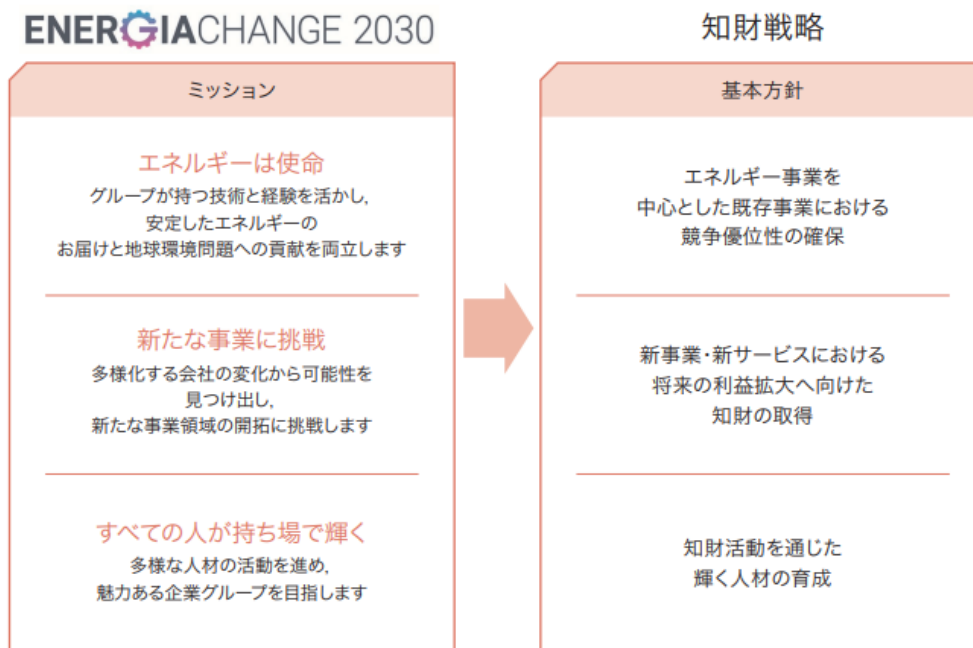 ENERGIACHANGE 2030
ミッション
エネルギーは使命
グループが持つ技術と経験を活かし,
安定したエネルギーの
お届けと地球環境問題への貢献を両立します
新たな事業に挑戦
多様化する会社の変化から可能性を
見つけ出し,
新たな事業領域の開拓に挑戦します
すべての人が持ち場で輝く
多様な人材の活動を進め,
魅力ある企業グループを目指します
知財戦略
基本方針
エネルギー事業を
中心とした既存事業における
競争優位性の確保
新事業・新サービスにおける
将来の利益拡大へ向けた
知財の取得
知財活動を通じた
輝く人材の育成